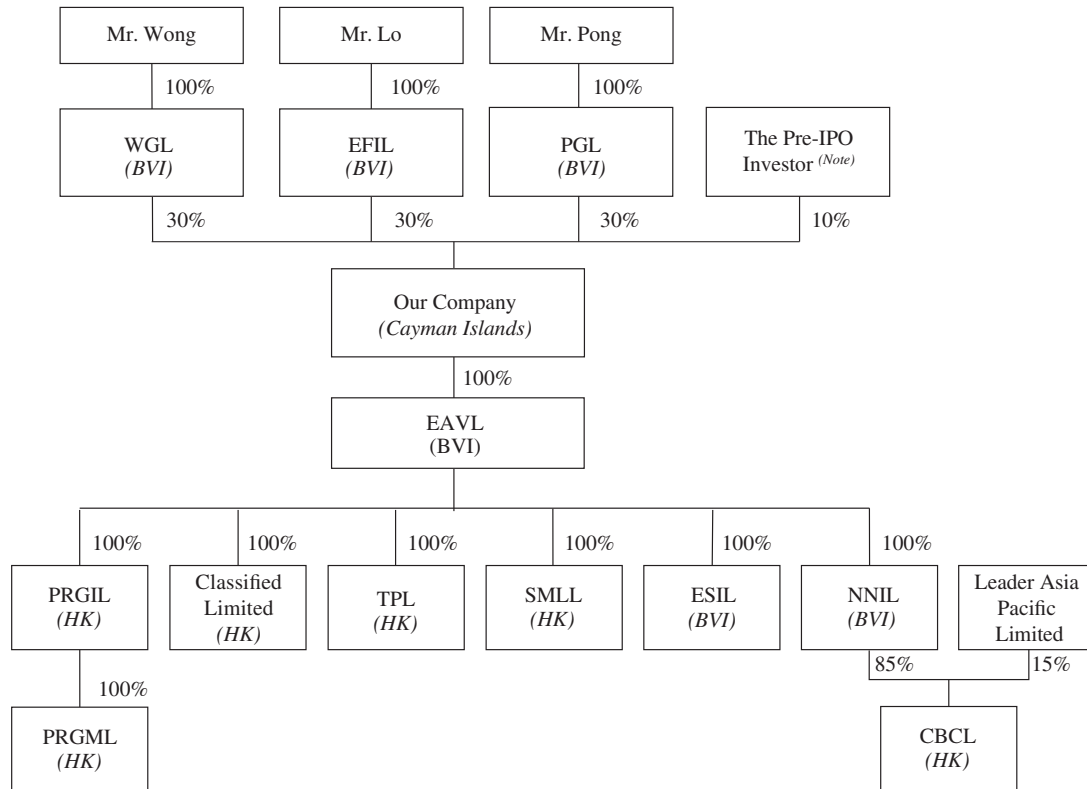 Mr. Wong
Mr. Lo
Mr. Pong
100%
100%
100%
WGL
(BVI)
EFIL
(BVI)
PGL
(BVI)
The Pre-IPO
Investor (Note)
30%
30%
30%
10%
Our Company
(Cayman Islands)
100%
EAVL
(BVI)
100%
100%
100%
100%
100%
100%
PRGIL
(HK)
Classified
Limited
(HK)
TPL
(HK)
SMLL
(HK)
ESIL
(BVI)
NNIL
(BVI)
Leader Asia
Pacific
Limited
100%
85%
15%
PRGML
(HK)
CBCL
(HK)